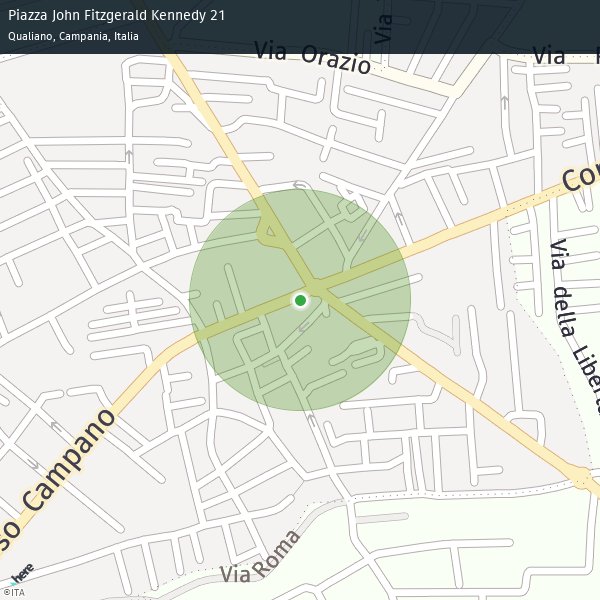 Piazza John Fitzgerald Kennedy 21
Qualiano, Campania, Italia
Via Orazio
Via
Via
Cor
Via della Liberta
so Campano
Via Roma
here
©ITA